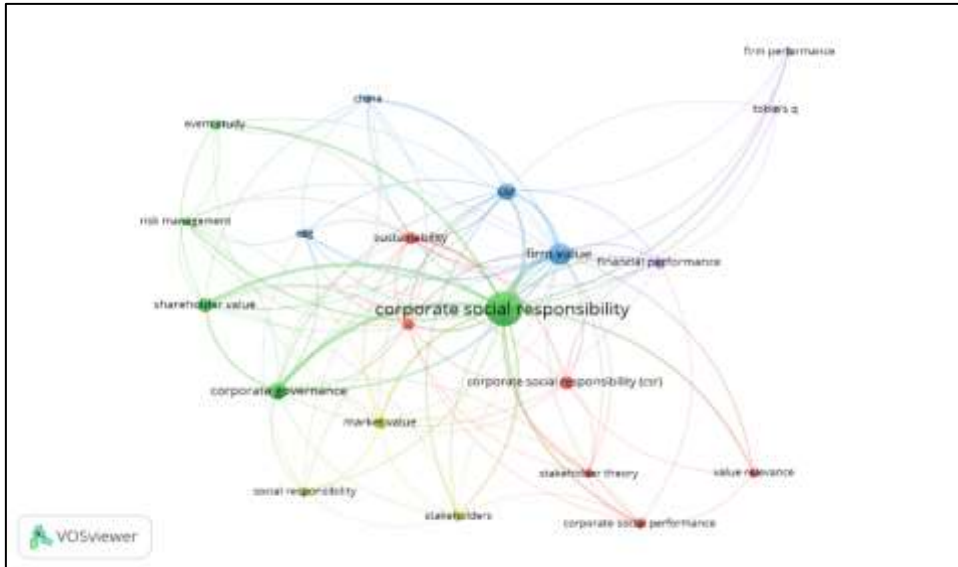 firm performance
china
tobin's q
event study
risk management
csr
esg
sustainability
firm value
financial performance
shareholder value
corporate social responsibility
corporate social responsibility (csr)
corporate governance
market value
stakeholder theory
value relevance
social responsibility
stakeholders
corporate social performance
VOSviewer